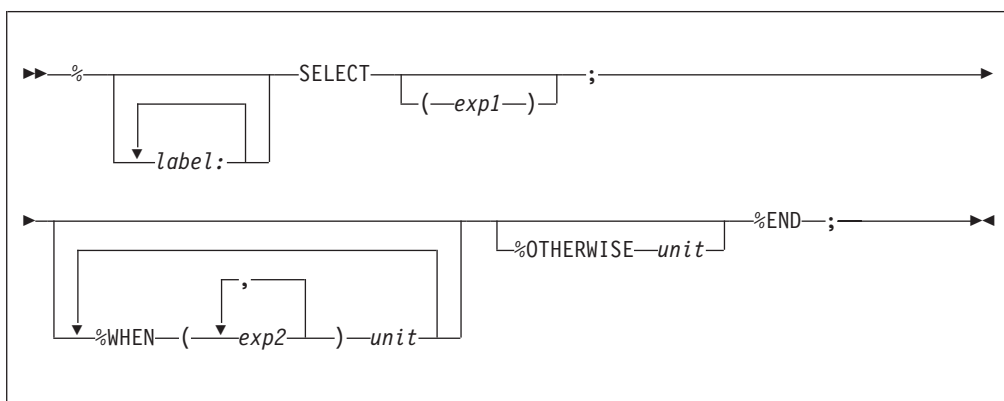 % SELECT ;
( exp1 )
label:
%END ;
%OTHERWISE unit
,
%WHEN ( exp2 ) unit